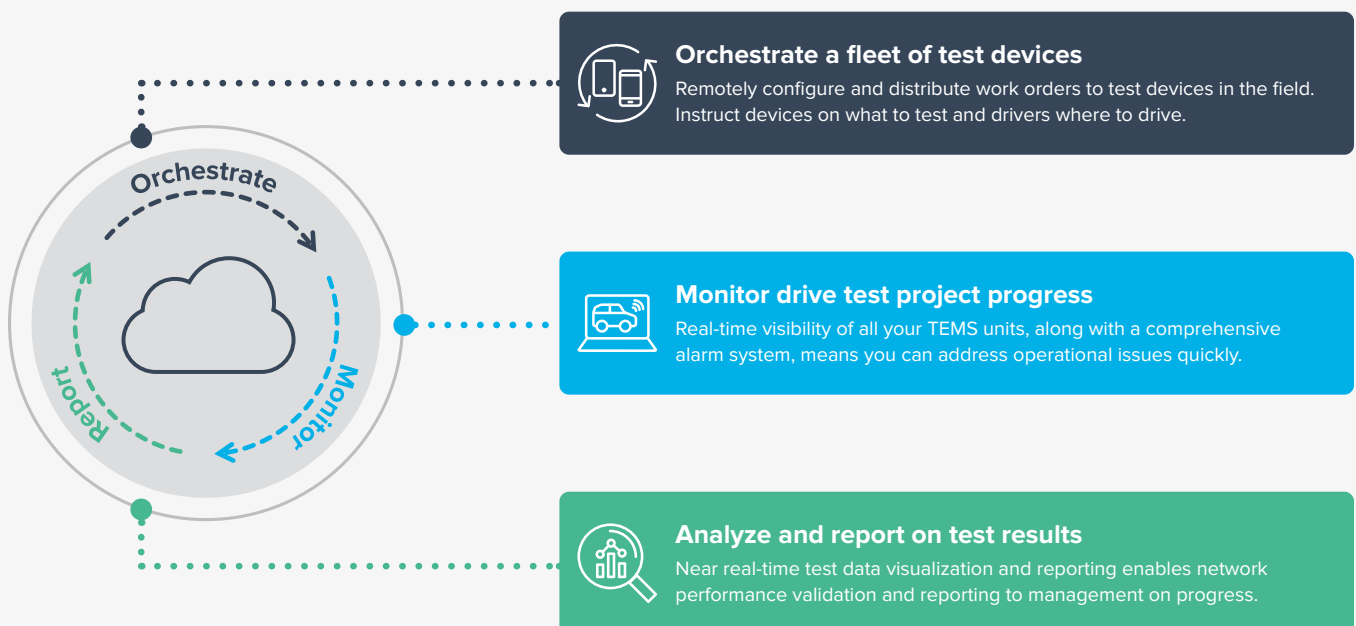 Orchestrate
Monitor
Report
Orchestrate a fleet of test devices
Remotely configure and distribute work orders to test devices in the field.
Instruct devices on what to test and drivers where to drive.
Monitor drive test project progress
Real-time visibility of all your TEMS units, along with a comprehensive
alarm system, means you can address operational issues quickly.
Analyze and report on test results
Near real-time test data visualization and reporting enables network
performance validation and reporting to management on progress.